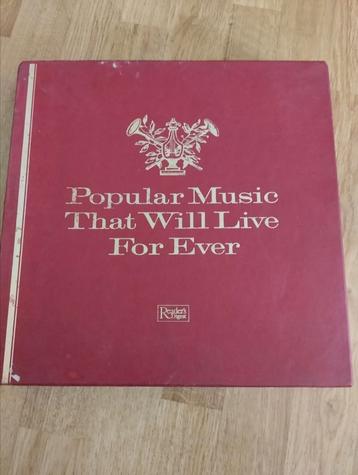 Popular Music
That Will Live
For Ever
Reader's
Digest